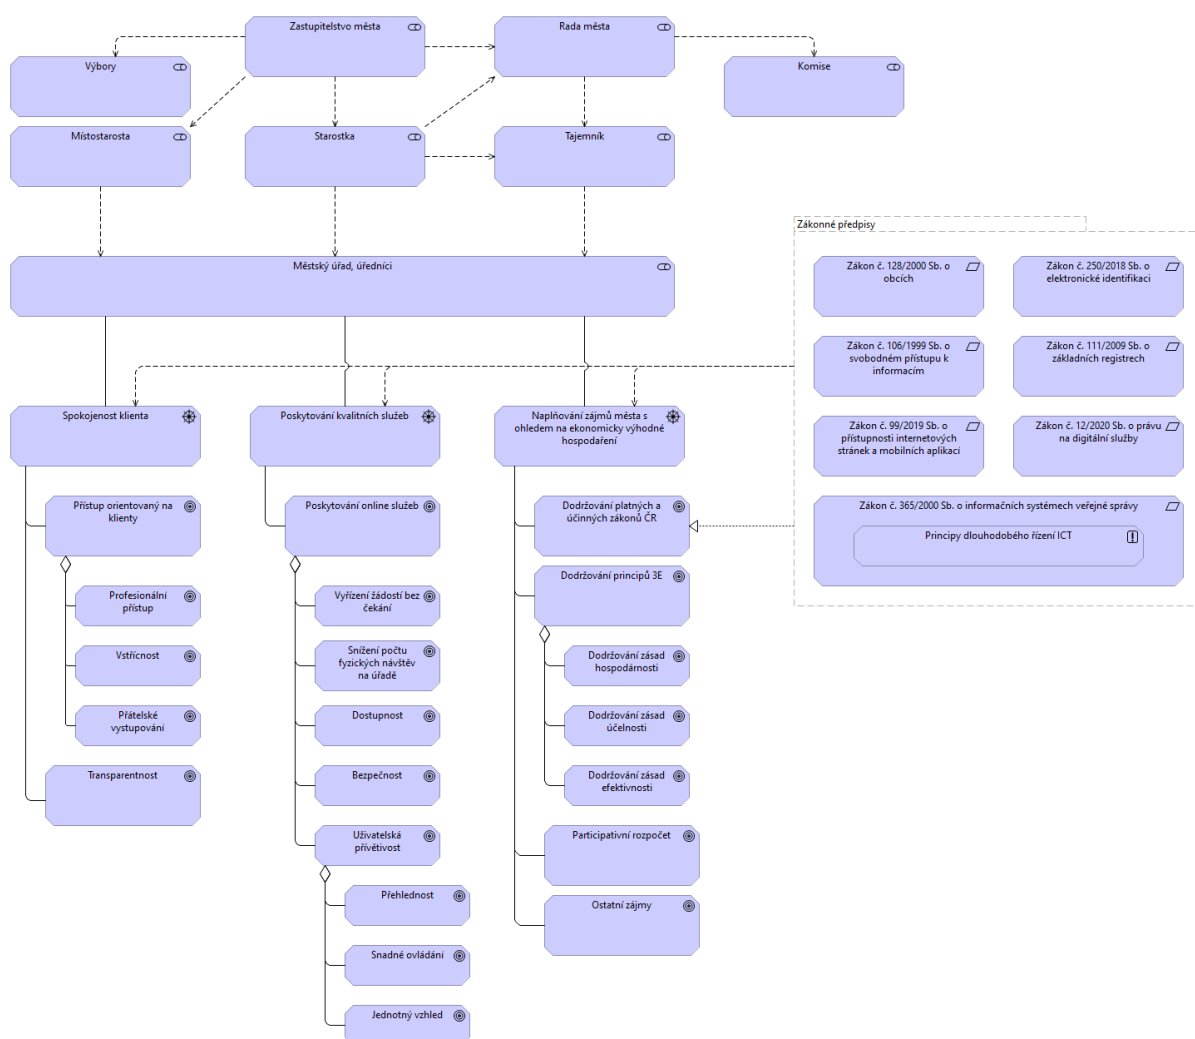 Zastupitelstvo města
Rada města
Výbory
Komise
Místostarosta
Starostka
Tajemník
Zákonné předpisy
Městský úřad, úředníci
Zákon č. 128/2000 Sb. o
obcích
Zákon č. 250/2018 Sb. o
elektronické identifikaci
Zákon č. 106/1999 Sb. o
svobodném přístupu k
informacím
Zákon č. 111/2009 Sb. o
základních registrech
Zákon č. 99/2019 Sb. o
přístupnosti internetových
stránek a mobilních aplikací
Zákon č. 12/2020 Sb. o právu
na digitální služby
Zákon č. 365/2000 Sb. o informačních systémech veřejné správy
Principy dlouhodobého řízení ICT
Spokojenost klienta
Přístup orientovaný na
klienty
Profesionální
přístup
Vstřícnost
Přátelské
vystupování
Transparentnost
Poskytování kvalitních služeb
Poskytování online služeb
Vyřízení žádostí bez
čekání
Snížení počtu
fyzických návštěv
na úřadě
Dostupnost
Bezpečnost
Uživatelská
přívětivost
Přehlednost
Snadné ovládání
Jednotný vzhled
Naplňování zájmů města s
ohledem na ekonomicky výhodné
hospodaření
Dodržování platných a
účinných zákonů ČR
Dodržování principů 3E
Dodržování zásad
hospodárnosti
Dodržování zásad
účelnosti
Dodržování zásad
efektivnosti
Participativní rozpočet
Ostatní zájmy